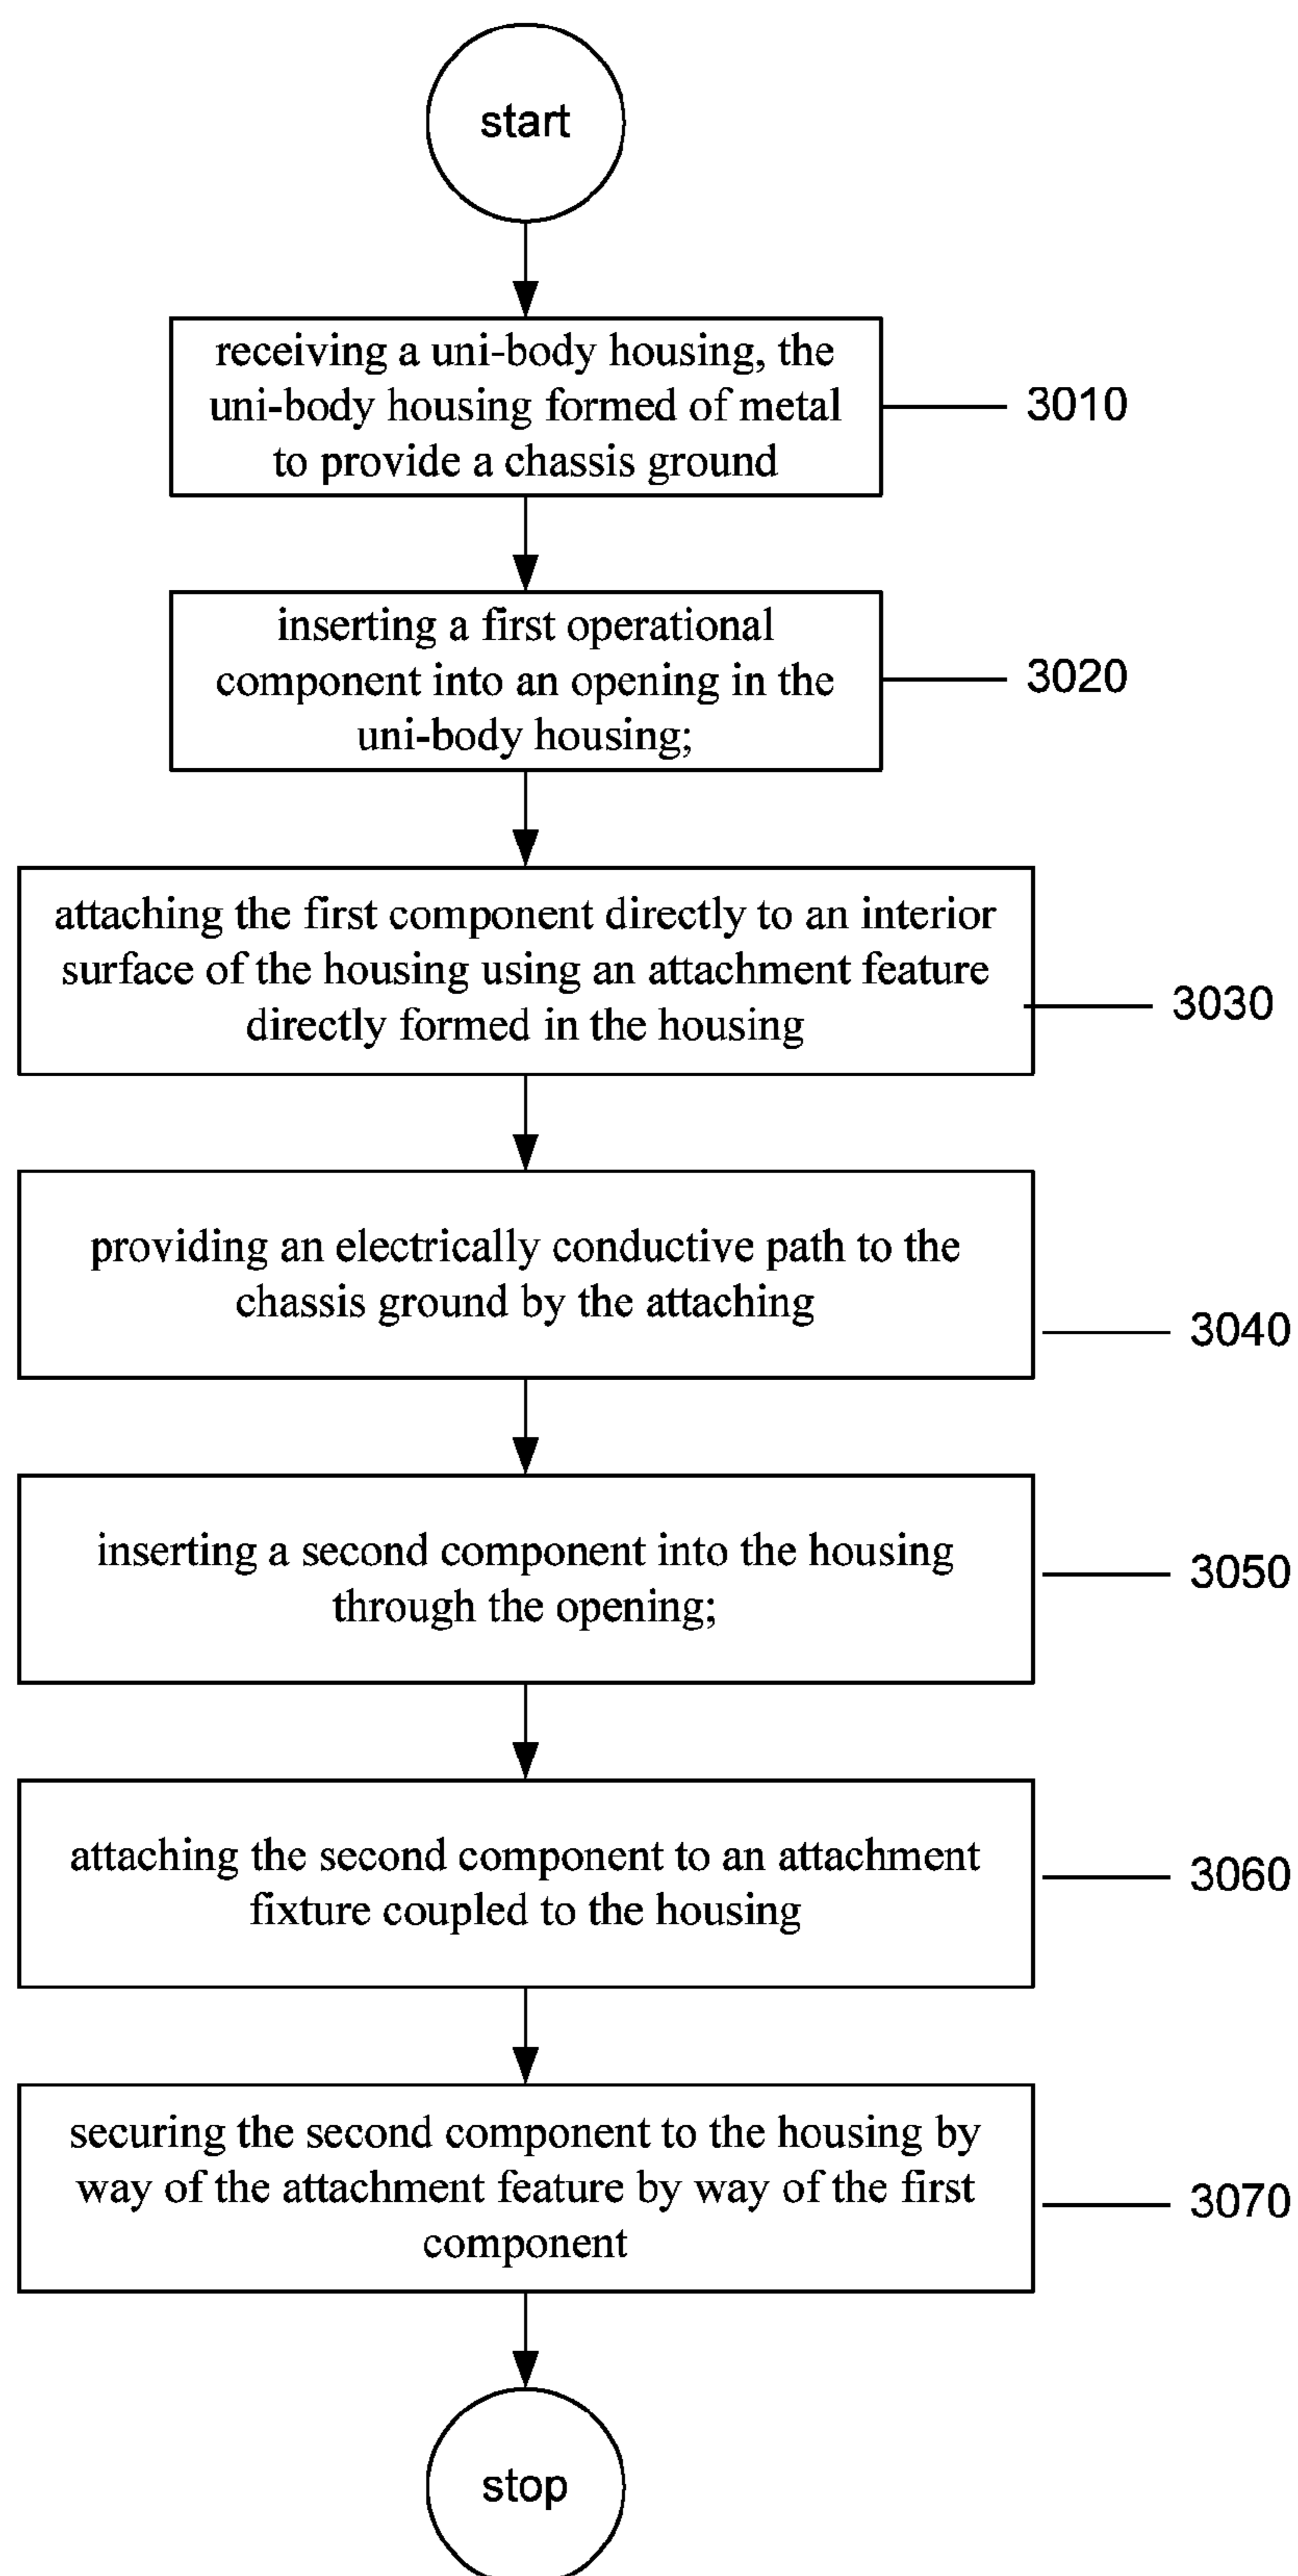 start
receiving a uni-body housing, the
uni-body housing formed of metal
to provide a chassis ground
3010
inserting a first operational
component into an opening in the
uni-body housing;
3020
attaching the first component directly to an interior
surface of the housing using an attachment feature
directly formed in the housing
3030
providing an electrically conductive path to the
chassis ground by the attaching
3040
inserting a second component into the housing
through the opening;
3050
attaching the second component to an attachment
fixture coupled to the housing
3060
securing the second component to the housing by
way of the attachment feature by way of the first
component
3070
stop